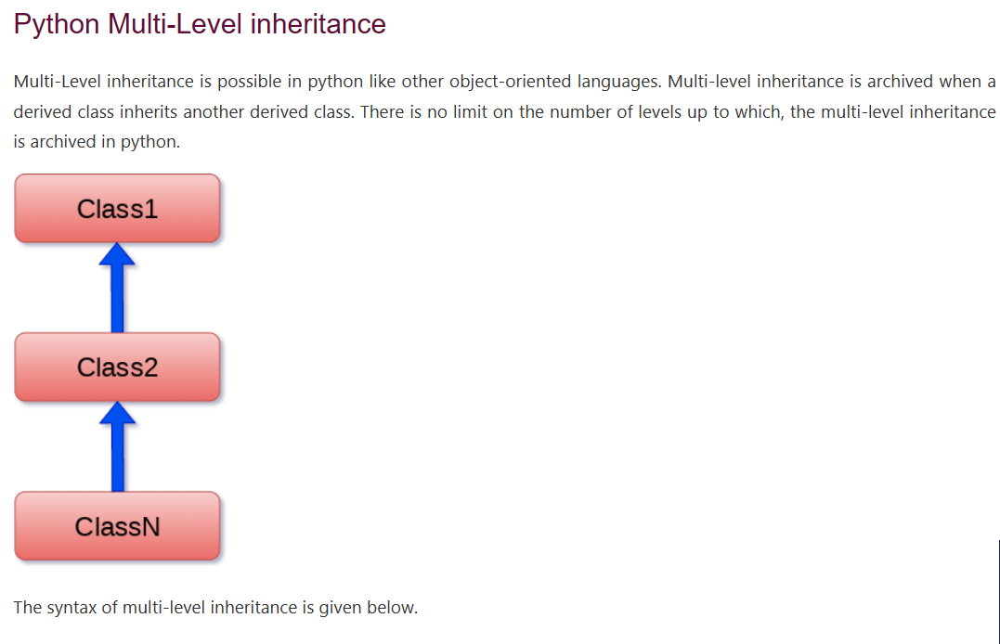 Python Multi-Level inheritance
Multi-Level inheritance is possible in python like other object-oriented languages. Multi-level inheritance is archived when a
derived class inherits another derived class. There is no limit on the number of levels up to which, the multi-level inheritance
is archived in python.
Class1
Class2
ClassN
The syntax of multi-level inheritance is given below.